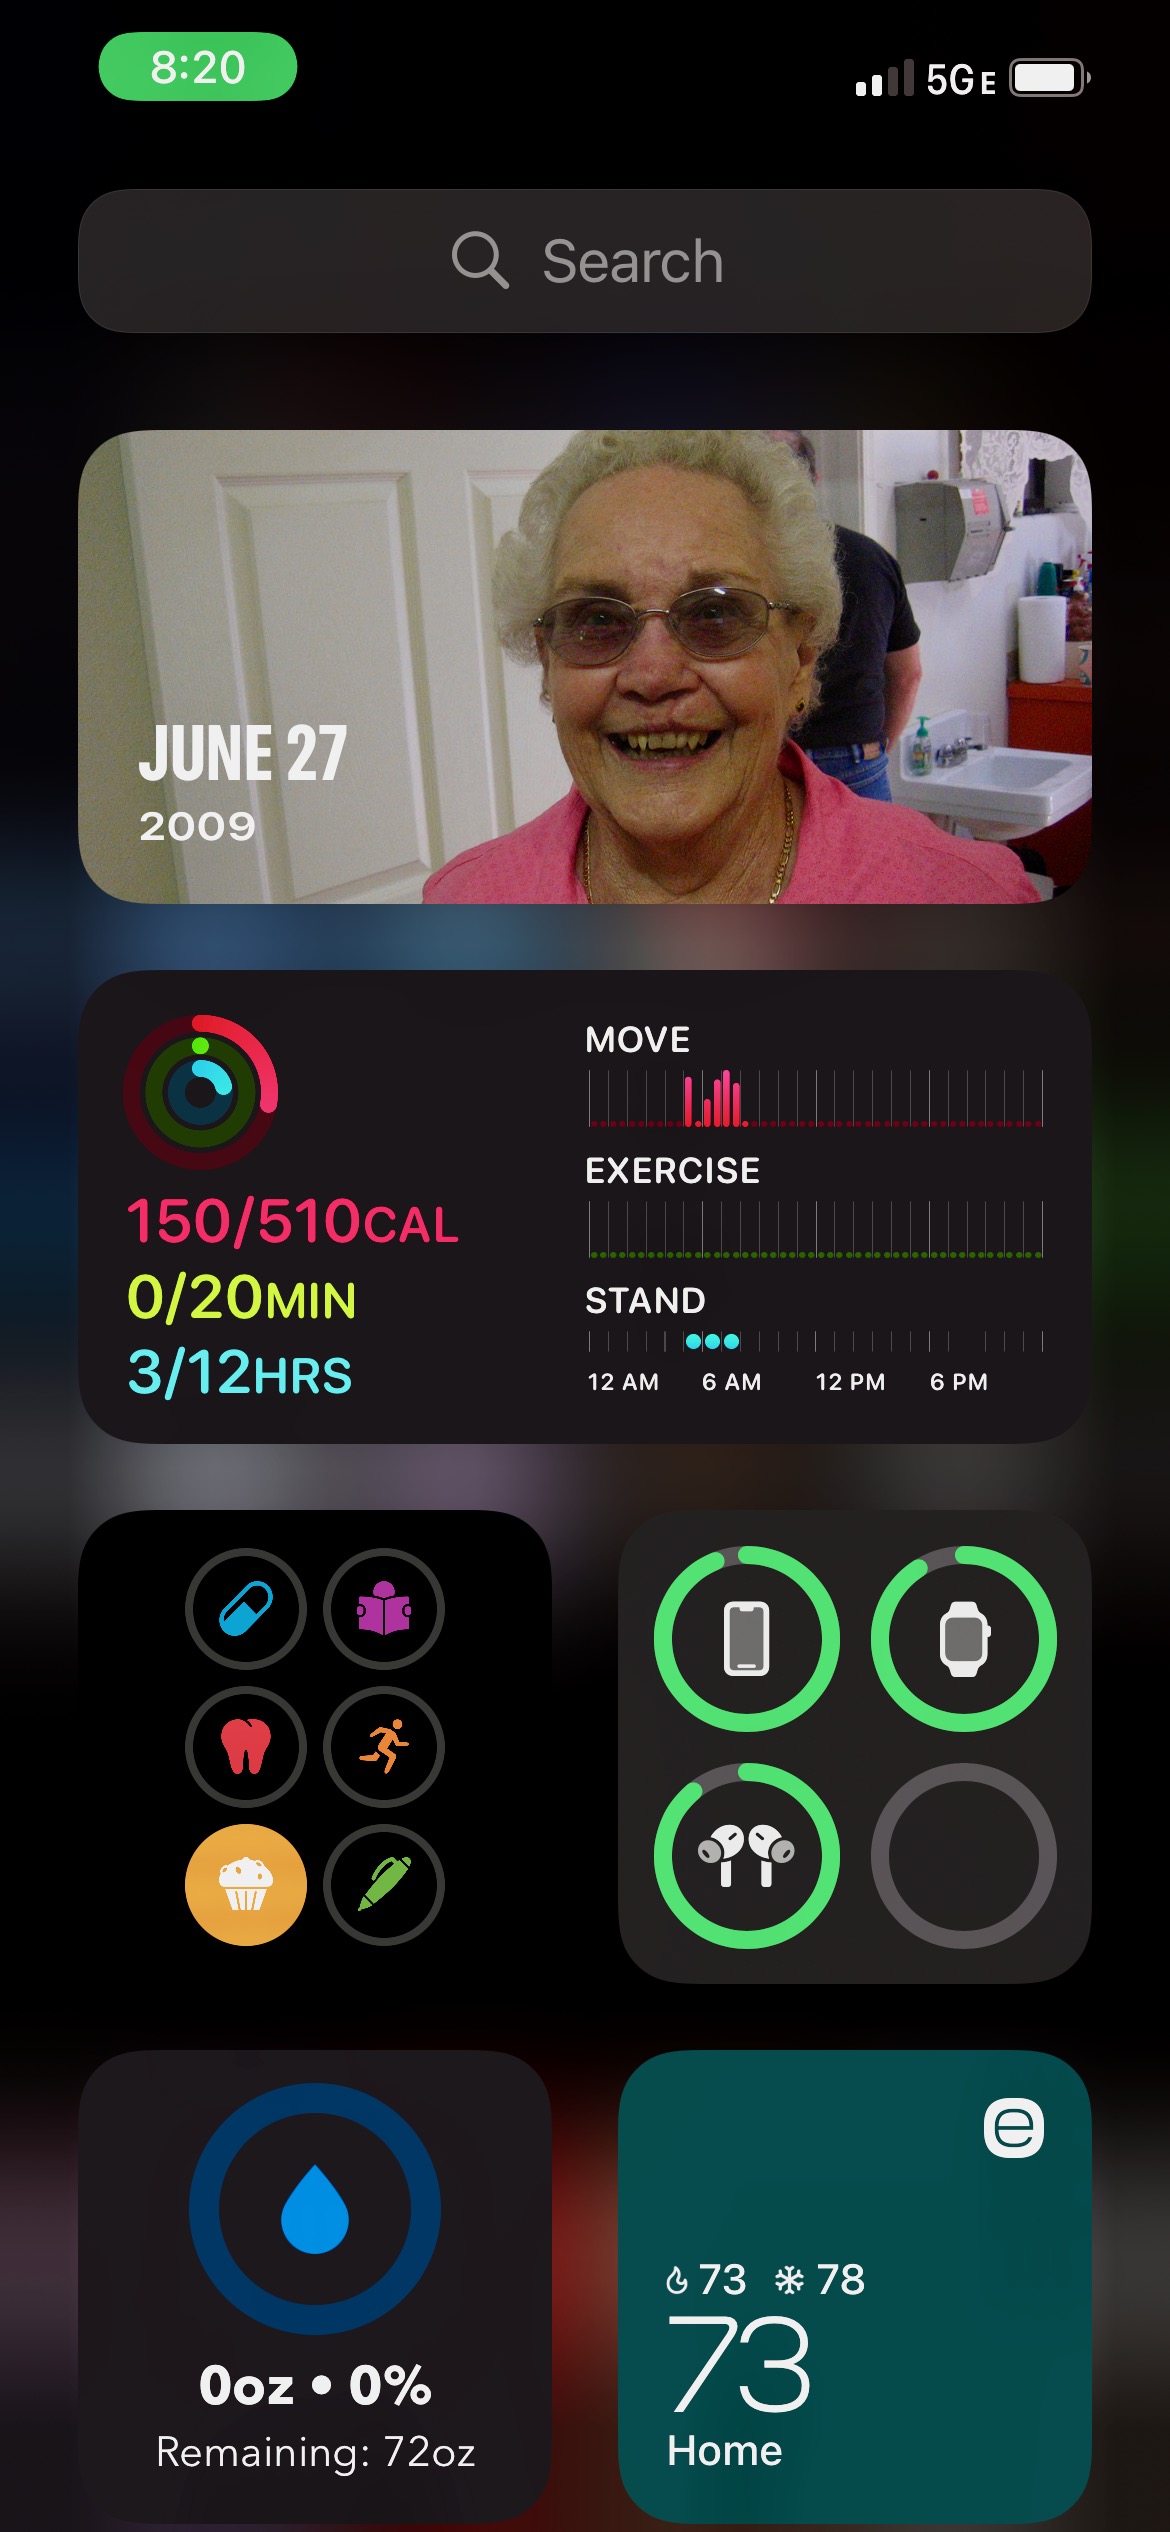 8:20
5G E
Search
JUNE 27
2009
150/510CAL
0/20MIN
3/12HRS
MOVE
EXERCISE
STAND
12 AM 6 AM 12 PM 6 PM
0oz • 0%
Remaining: 72oz
e
73 78
73
Home